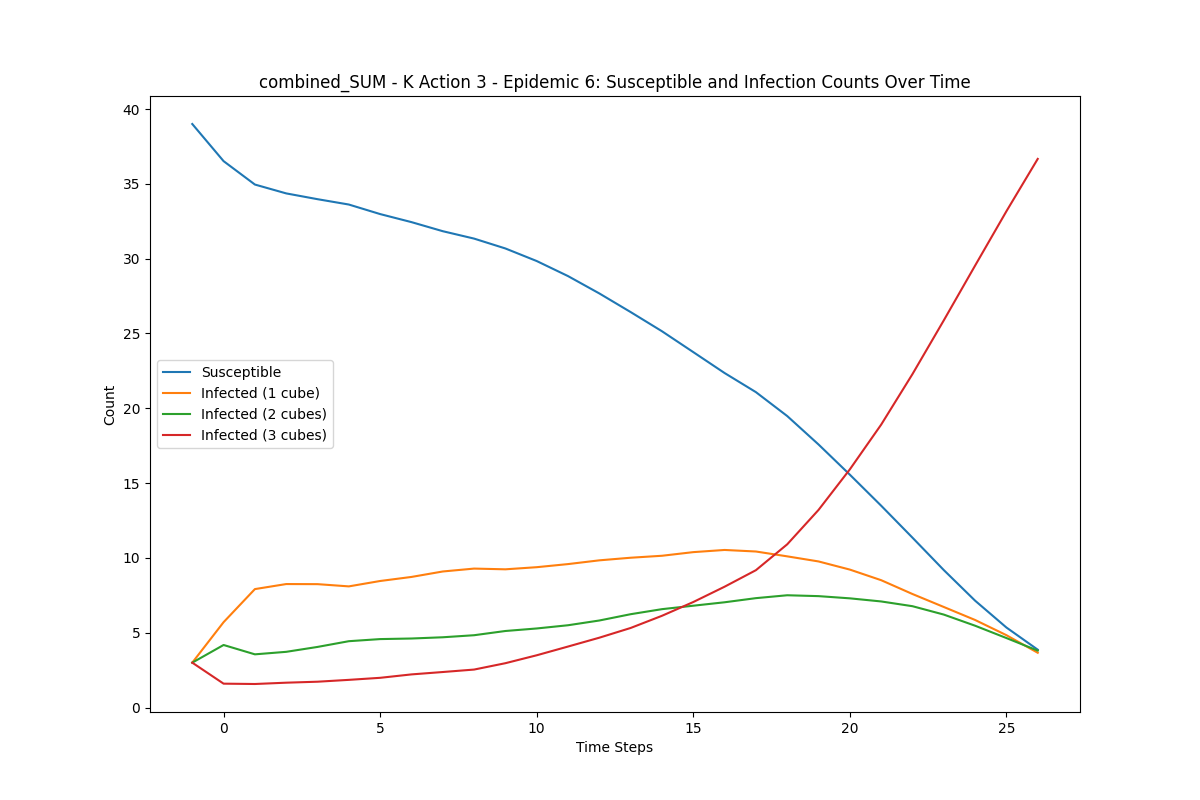 combined_SUM - K Action 3 - Epidemic 6: Susceptible and Infection Counts Over Time
40
35
30
25
20
15
10
5
0
Count
Susceptible
Infected (1 cube)
Infected (2 cubes)
Infected (3 cubes)
0 5 10 15 20 25
Time Steps